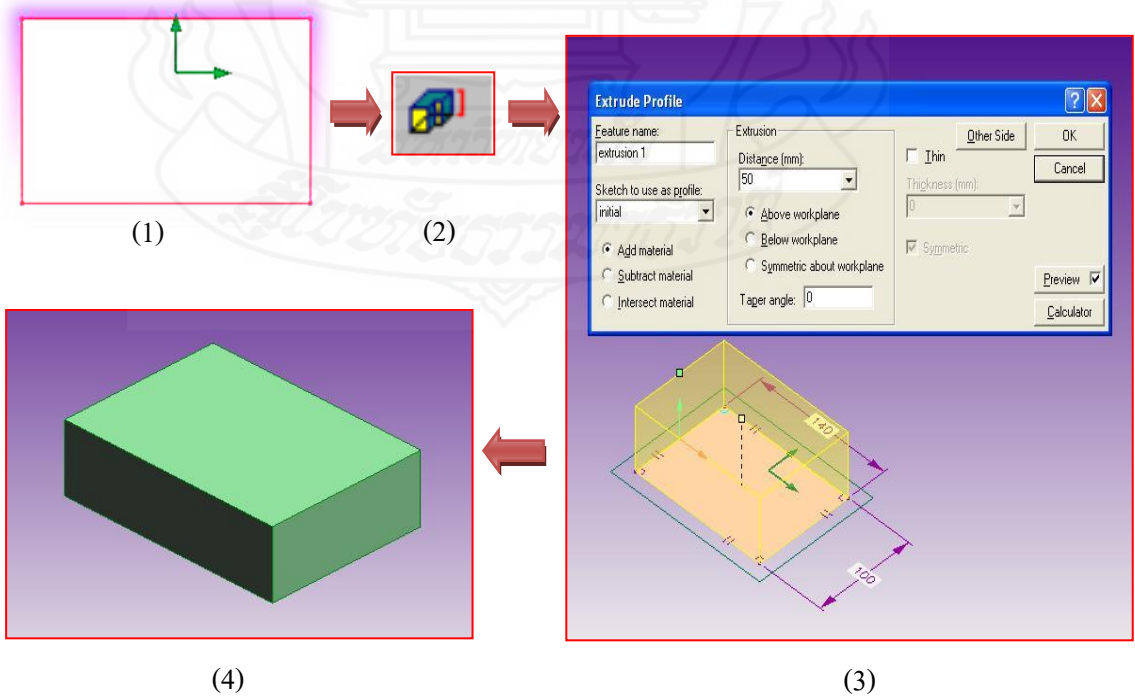 (1)
(2)
Extrude Profile
Feature name:
extrusion 1
Sketch to use as profile:
initial
Add material
Subtract material
Intersect material
Extrusion
Distance (mm):
50
Above workplane
Below workplane
Symmetric about workplane
Taper angle: 0
Other Side
Thin
Thickness (mm):
0
Symmetric
OK
Cancel
Preview
Calculator
140
100
(4)
(3)